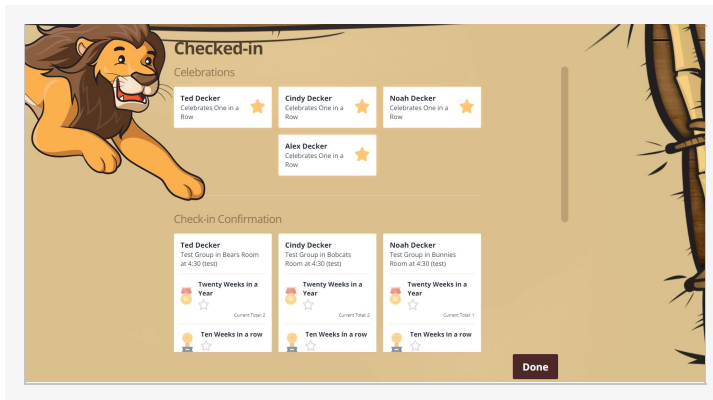 Checked-in
Celebrations
Ted Decker
Celebrates One in a
Row
Cindy Decker
Celebrates One in a
Row
Noah Decker
Celebrates One in a
Row
Alex Decker
Celebrates One in a
Row
Check-in Confirmation
Ted Decker
Test Group in Bears Room
at 4:30 (test)
Twenty Weeks in a
Year
Current Total: 2
Ten Weeks in a row
Cindy Decker
Test Group in Bobcats
Room at 4:30 (test)
Twenty Weeks in a
Year
Current Total: 2
Ten Weeks in a row
Noah Decker
Test Group in Bunnies
Room at 4:30 (test)
Twenty Weeks in a
Year
Current Total: 1
Ten Weeks in a row
Done